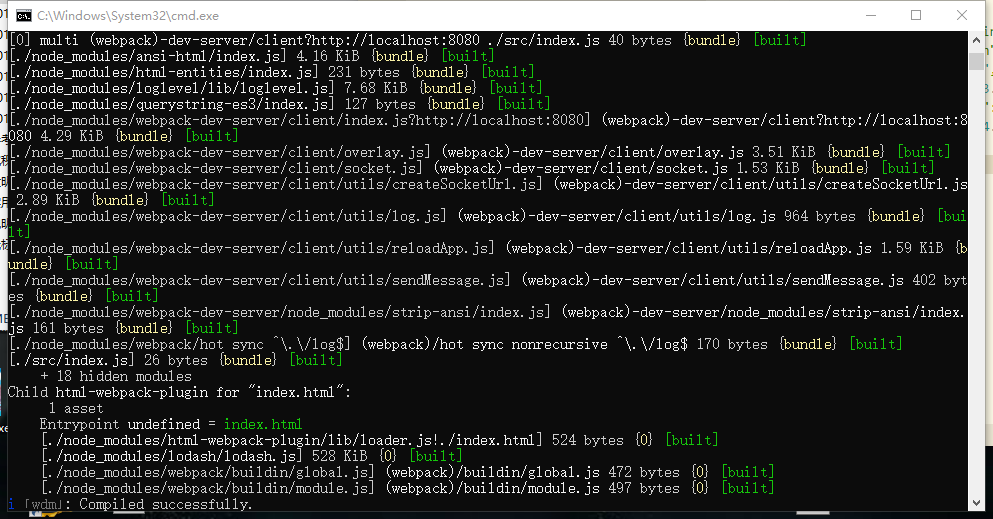 C:\Windows\System32\cmd.exe
[0] multi (webpack)-dev-server/client?http://localhost:8080 ./src/index.js 40 bytes {bundle} [built]
[./node_modules/ansi-html/index.js] 4.16 KiB {bundle} [built]
[./node_modules/html-entities/index.js] 231 bytes {bundle} [built]
[./node_modules/loglevel/lib/loglevel.js] 7.68 KiB {bundle} [built]
[./node_modules/querystring-es3/index.js] 127 bytes {bundle} [built]
[./node_modules/webpack-dev-server/client/index.js?http://localhost:8080] (webpack)-dev-server/client?http://localhost:8
080 4.29 KiB {bundle} [built]
[./node_modules/webpack-dev-server/client/overlay.js] (webpack)-dev-server/client/overlay.js 3.51 KiB {bundle} [built]
[./node_modules/webpack-dev-server/client/socket.js] (webpack)-dev-server/client/socket.js 1.53 KiB {bundle} [built]
[./node_modules/webpack-dev-server/client/utils/createSocketUrl.js] (webpack)-dev-server/client/utils/createSocketUrl.js
2.89 KiB {bundle} [built]
[./node_modules/webpack-dev-server/client/utils/log.js] (webpack)-dev-server/client/utils/log.js 964 bytes {bundle} [bui
lt]
[./node_modules/webpack-dev-server/client/utils/reloadApp.js] (webpack)-dev-server/client/utils/reloadApp.js 1.59 KiB {b
undle} [built]
[./node_modules/webpack-dev-server/client/utils/sendMessage.js] (webpack)-dev-server/client/utils/sendMessage.js 402 byt
es {bundle} [built]
[./node_modules/webpack-dev-server/node_modules/strip-ansi/index.js] (webpack)-dev-server/node_modules/strip-ansi/index.
js 161 bytes {bundle} [built]
[./node_modules/webpack/hot sync ^\.\/log$] (webpack)/hot sync nonrecursive ^\.\/log$ 170 bytes {bundle} [built]
[./src/index.js] 26 bytes {bundle} [built]
+ 18 hidden modules
Child html-webpack-plugin for "index.html":
1 asset
Entrypoint undefined = index.html
[./node_modules/html-webpack-plugin/lib/loader.js!./index.html] 524 bytes {0} [built]
[./node_modules/lodash/lodash.js] 528 KiB {0} [built]
[./node_modules/webpack/buildin/global.js] (webpack)/buildin/global.js 472 bytes {0} [built]
[./node_modules/webpack/buildin/module.js] (webpack)/buildin/module.js 497 bytes {0} [built]
i ｢wdm｣: Compiled successfully.